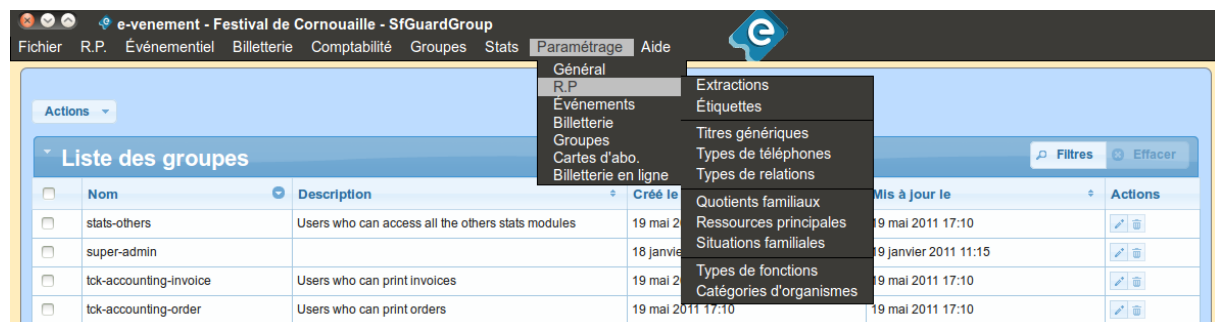 e-venement - Festival de Cornouaille - SfGuardGroup
Fichier R.P. Événementiel Billetterie Comptabilité Groupes Stats Paramétrage Aide
Général
R.P
Événements
Billetterie
Groupes
Cartes d'abo.
Billetterie en ligne
Extractions
Étiquettes
Titres génériques
Types de téléphones
Types de relations
Quotients familiaux
Ressources principales
Situations familiales
Types de fonctions
Catégories d'organismes
Actions
Liste des groupes
Filtres Effacer
Nom Description Créé le Mis à jour le Actions
stats-others Users who can access all the others stats modules 19 mai 2 19 mai 2011 17:10
super-admin 18 janvie 19 janvier 2011 11:15
tck-accounting-invoice Users who can print invoices 19 mai 2 19 mai 2011 17:10
tck-accounting-order Users who can print orders 19 mai 2011 17:10 19 mai 2011 17:10